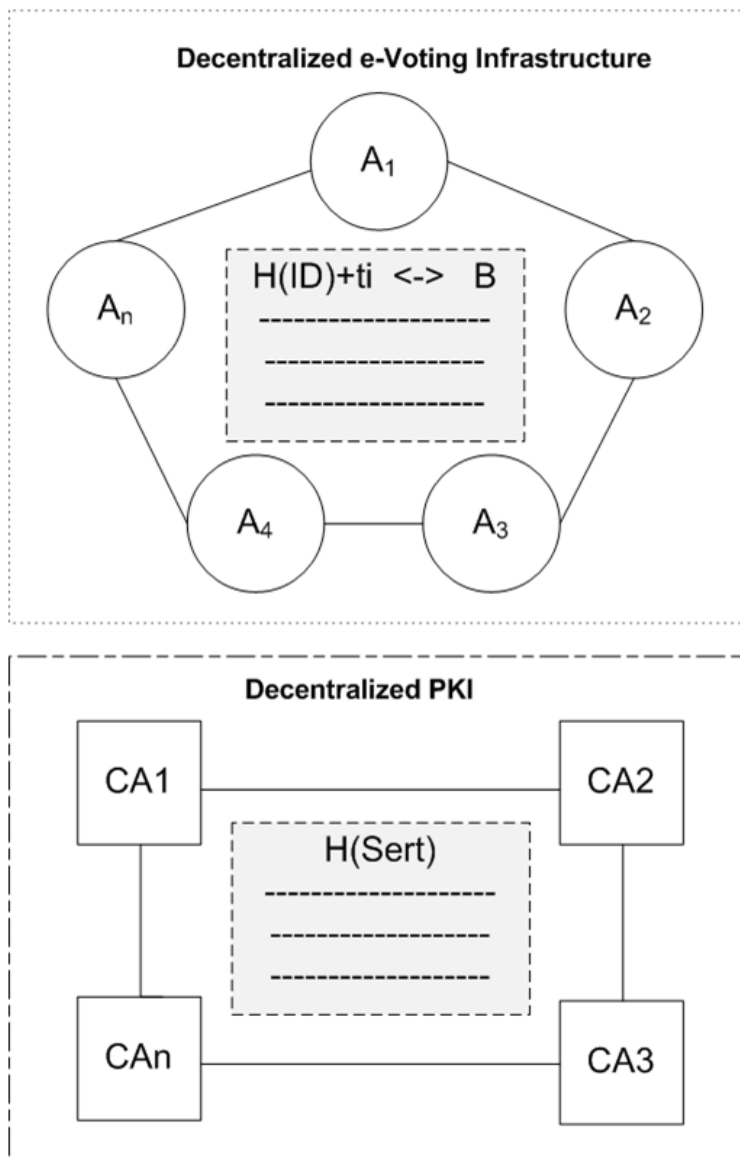 Decentralized e-Voting Infrastructure
A₁
Aₙ
H(ID)+ti <-> B
--------------------
-------------------
-------------------
A₂
A₄
A₃
Decentralized PKI
CA1
CA2
H(Sert)
--------------------
-------------------
-------------------
CAn
CA3